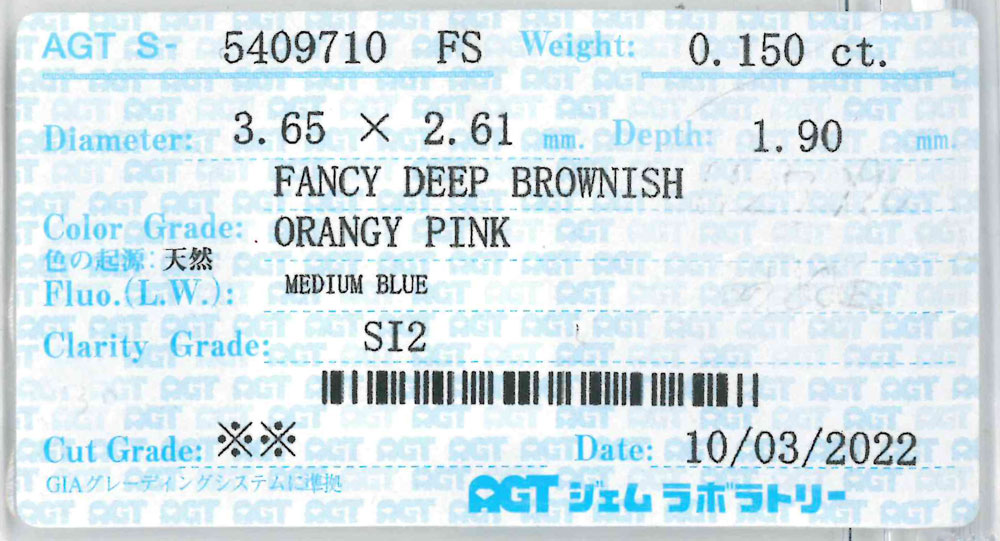 AGT S- 5409710 FS Weight: 0.150 ct.
Diameter: 3.65 × 2.61 mm. Depth: 1.90 mm.
FANCY DEEP BROWNISH
Color Grade: ORANGY PINK
色の起源: 天然
Fluo.(L.W.): MEDIUM BLUE
Clarity Grade: SI2
Cut Grade: ※※ Date: 10/03/2022
GIAグレーディングシステムに準拠
AGT ジェム ラボラトリー